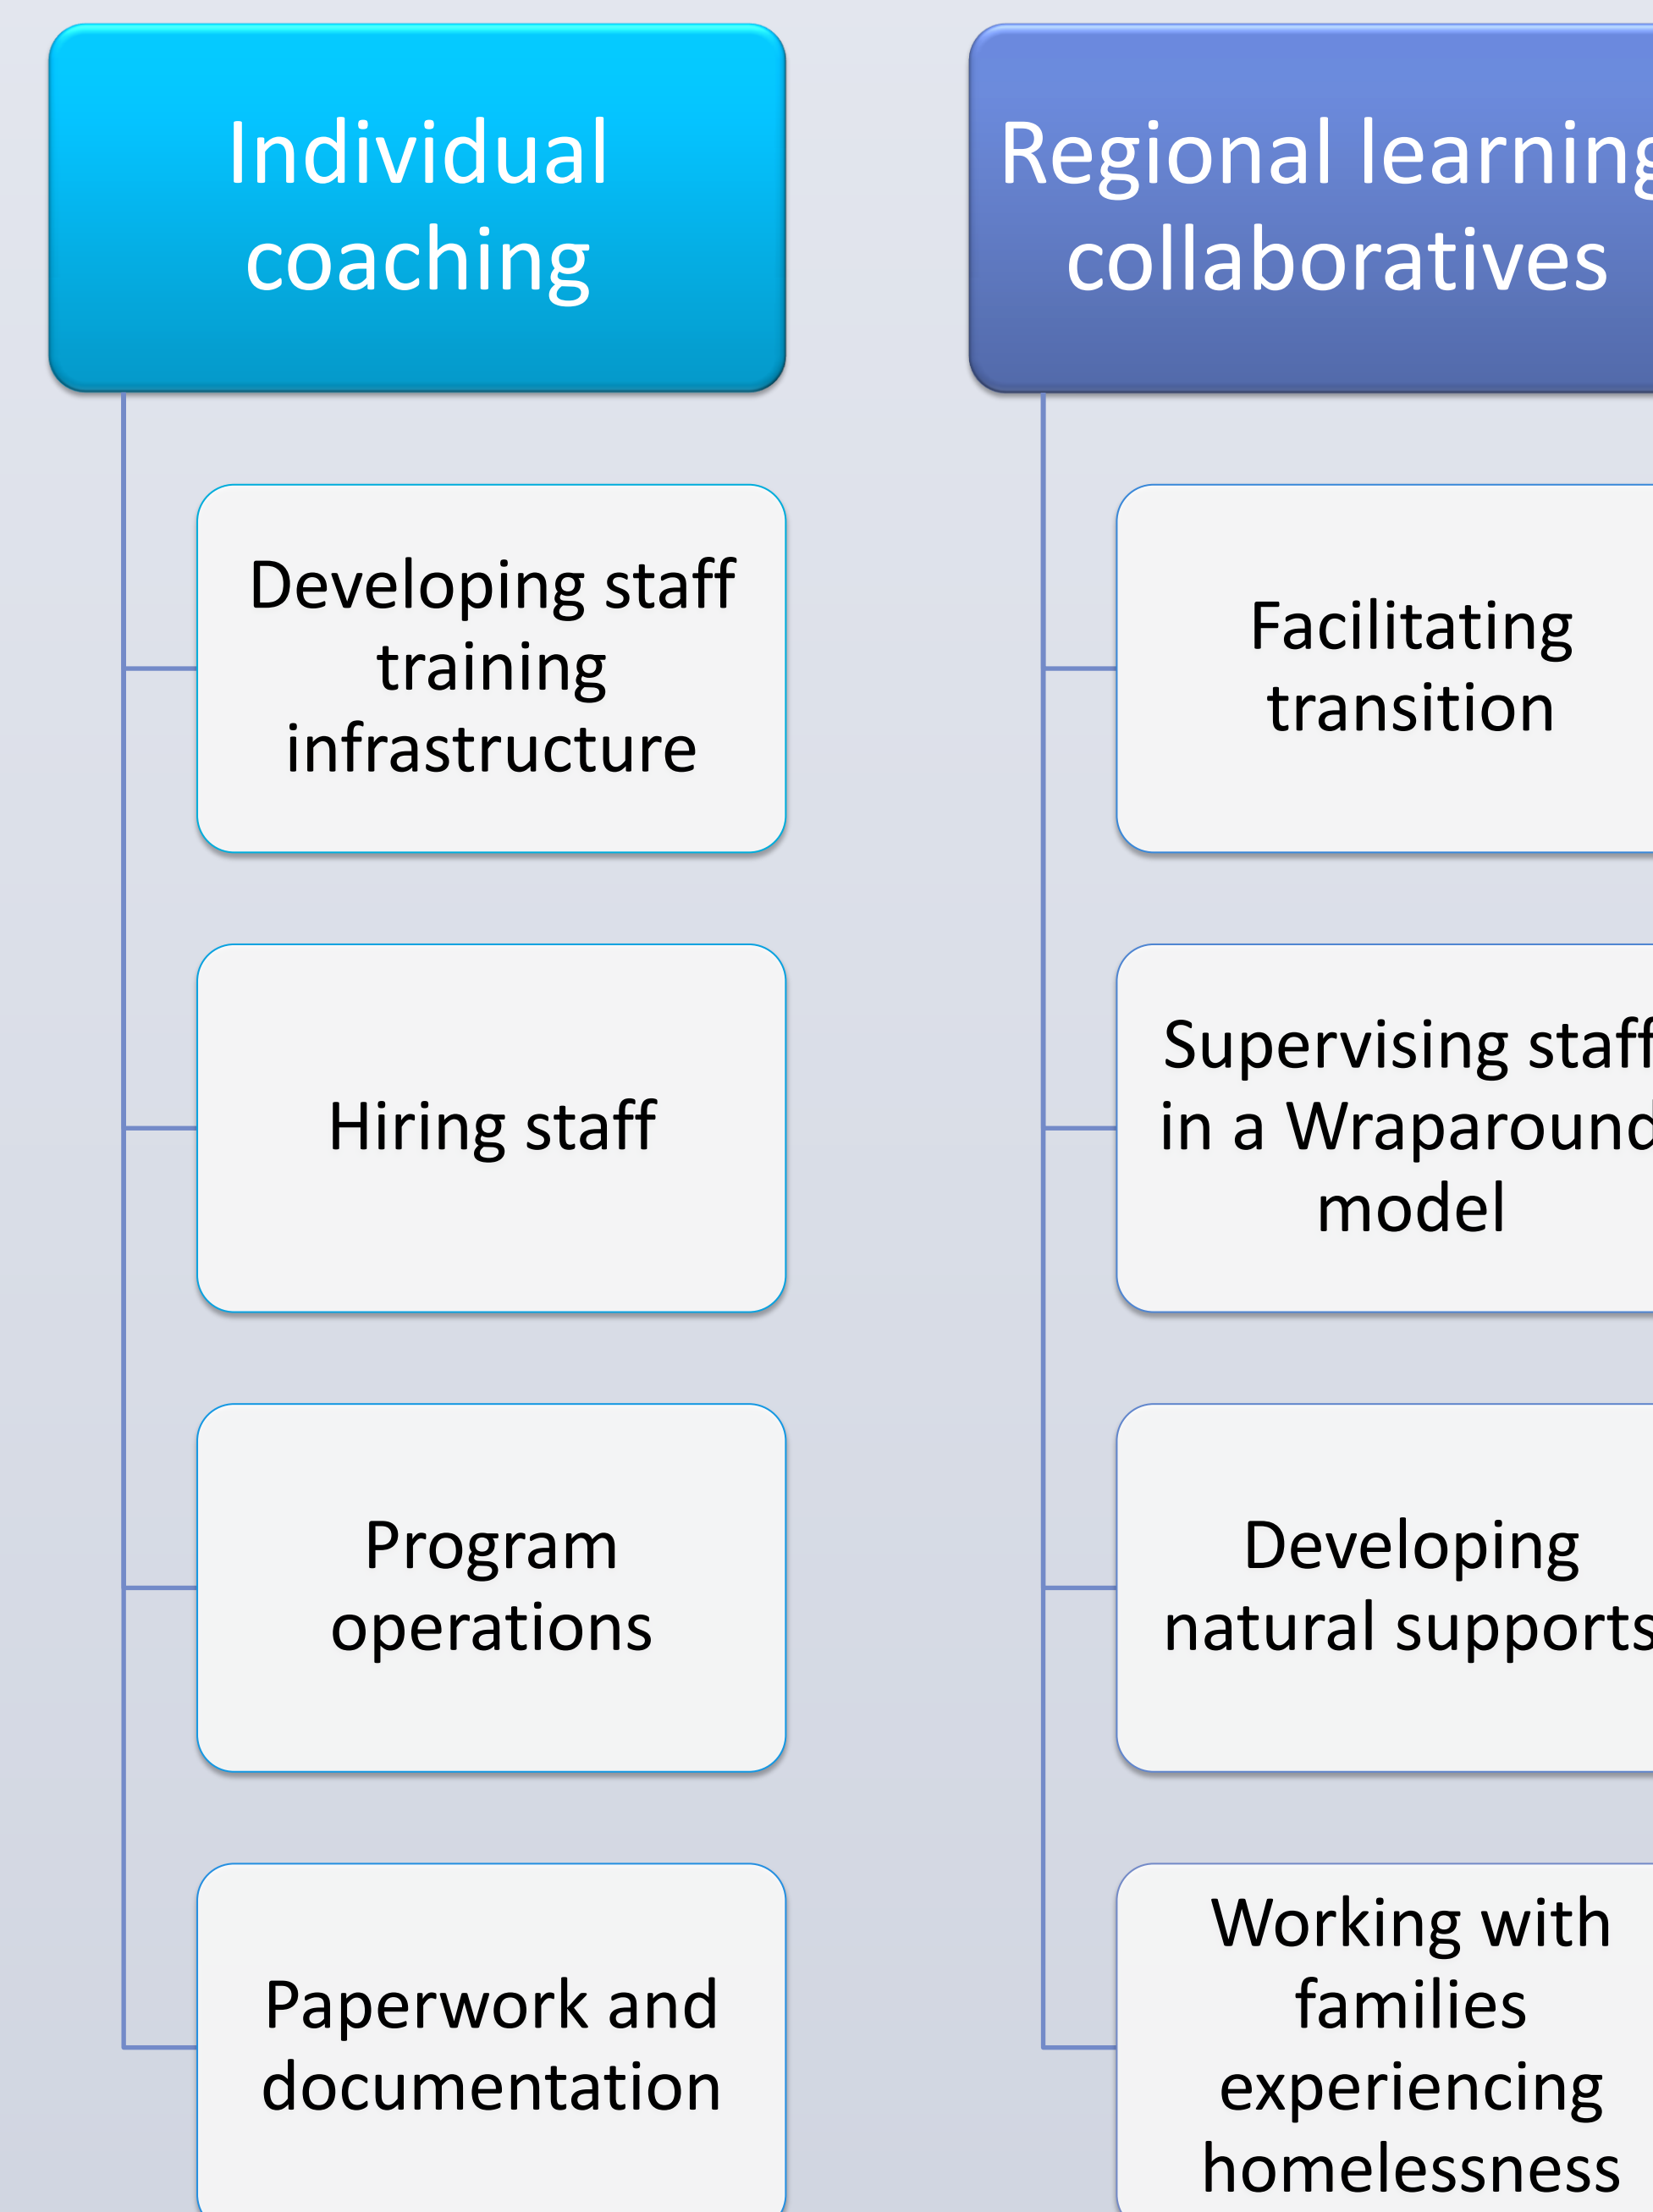 Individual
coaching
Developing staff
training
infrastructure
Hiring staff
Program
operations
Paperwork and
documentation
Regional learning
collaboratives
Facilitating
transition
Supervising staff
in a Wraparound
model
Developing
natural supports
Working with
families
experiencing
homelessness